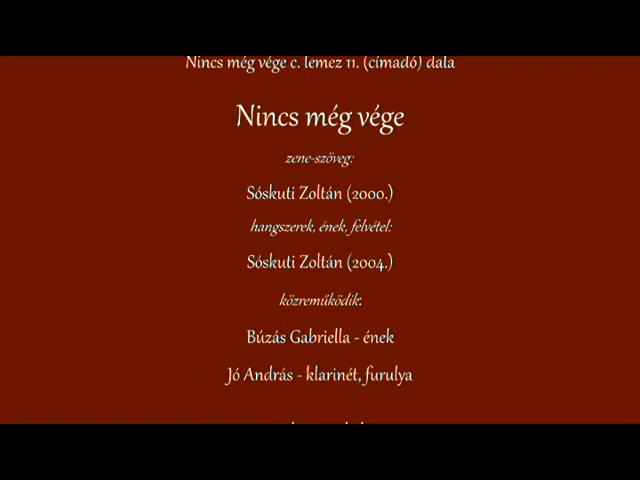 Nincs még vége c. lemez 11. (címadó) dala
Nincs még vége
zene-szöveg:
Sóskuti Zoltán (2000.)
hangszerek, ének, felvétel:
Sóskuti Zoltán (2004.)
közreműködik:
Búzás Gabriella - ének
Jó András - klarinét, furulya